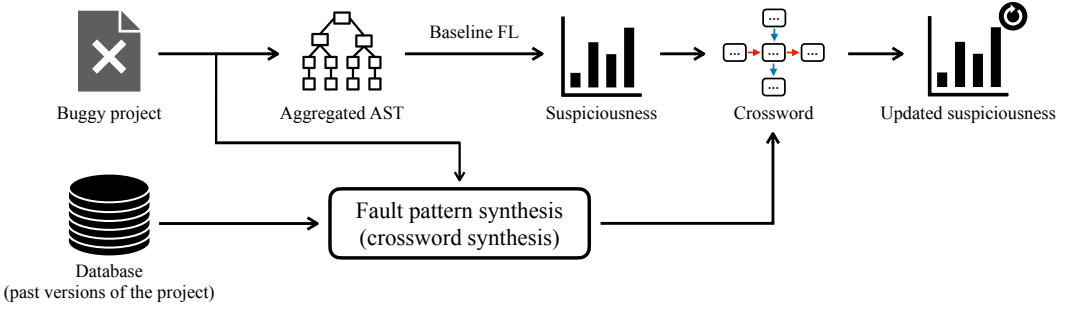 Baseline FL
Buggy project
Aggregated AST
Suspiciousness
...
...
...
...
...
Crossword
Updated suspiciousness
Fault pattern synthesis
(crossword synthesis)
Database
(past versions of the project)